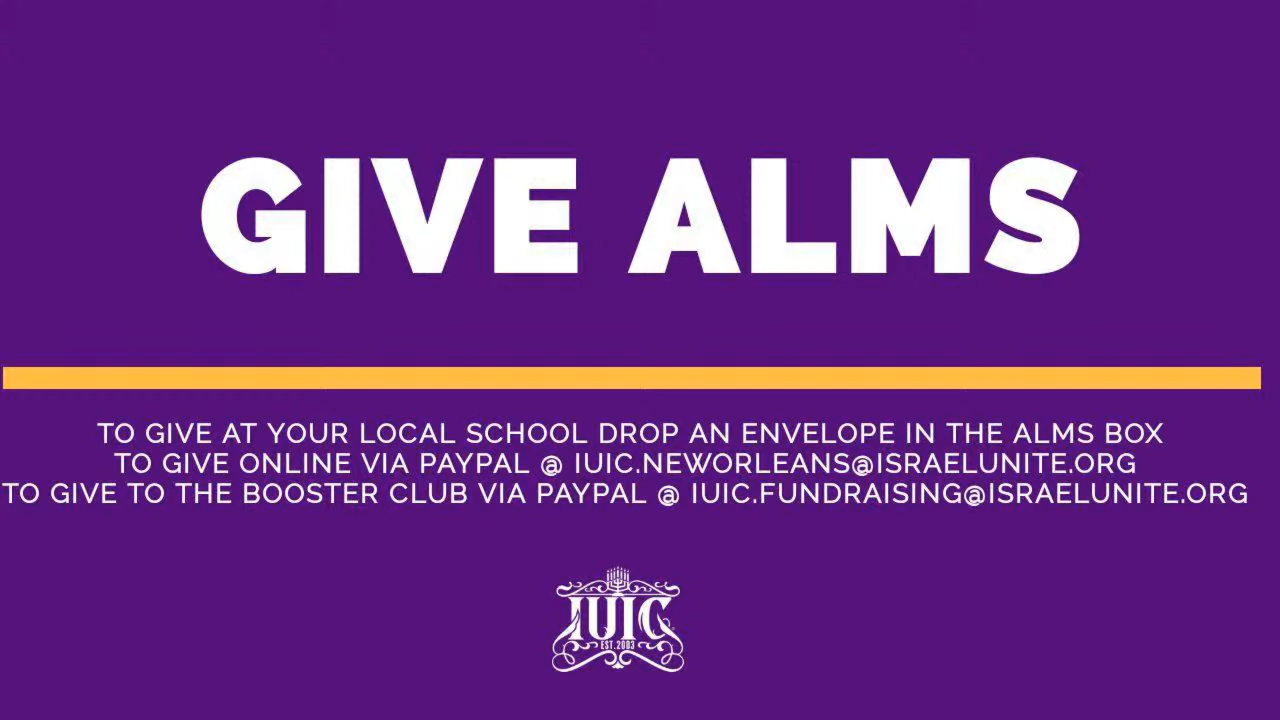 GIVE ALMS
TO GIVE AT YOUR LOCAL SCHOOL DROP AN ENVELOPE IN THE ALMS BOX
TO GIVE ONLINE VIA PAYPAL @ IUIC.NEWORLEANS@ISRAELUNITE.ORG
TO GIVE TO THE BOOSTER CLUB VIA PAYPAL @ IUIC.FUNDRAISING@ISRAELUNITE.ORG
IUIC
EST.2003